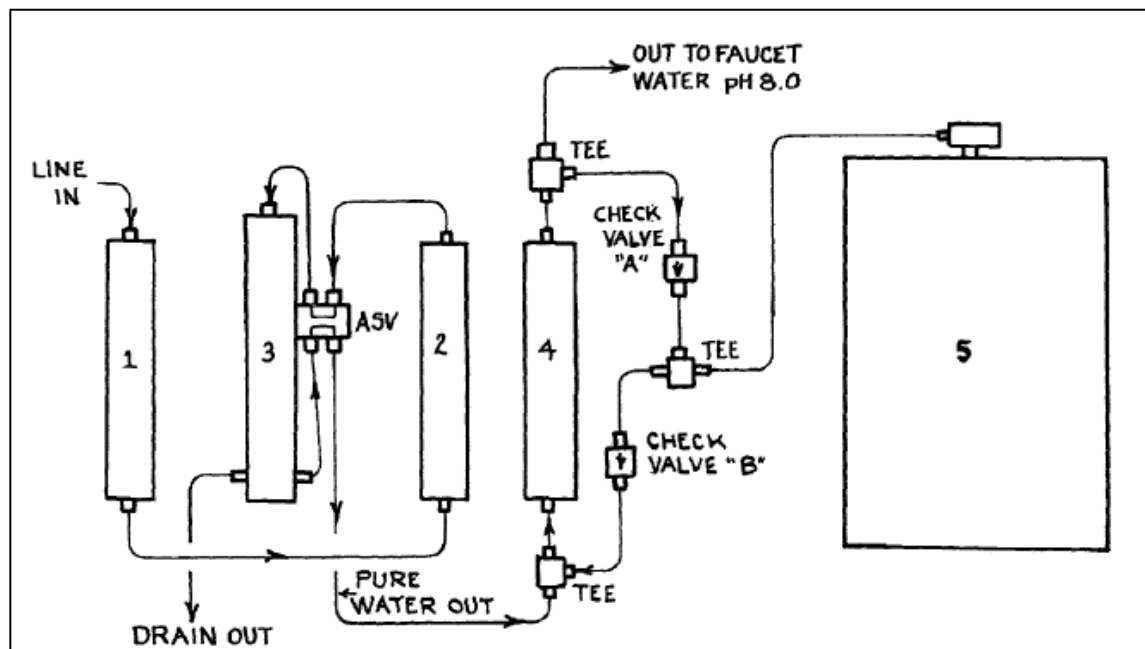 OUT TO FAUCET
WATER pH 8.0
TEE
LINE
IN
CHECK
VALVE
"A"
ASV
1
3
2
4
TEE
5
CHECK
VALVE "B"
PURE
WATER OUT
TEE
DRAIN OUT